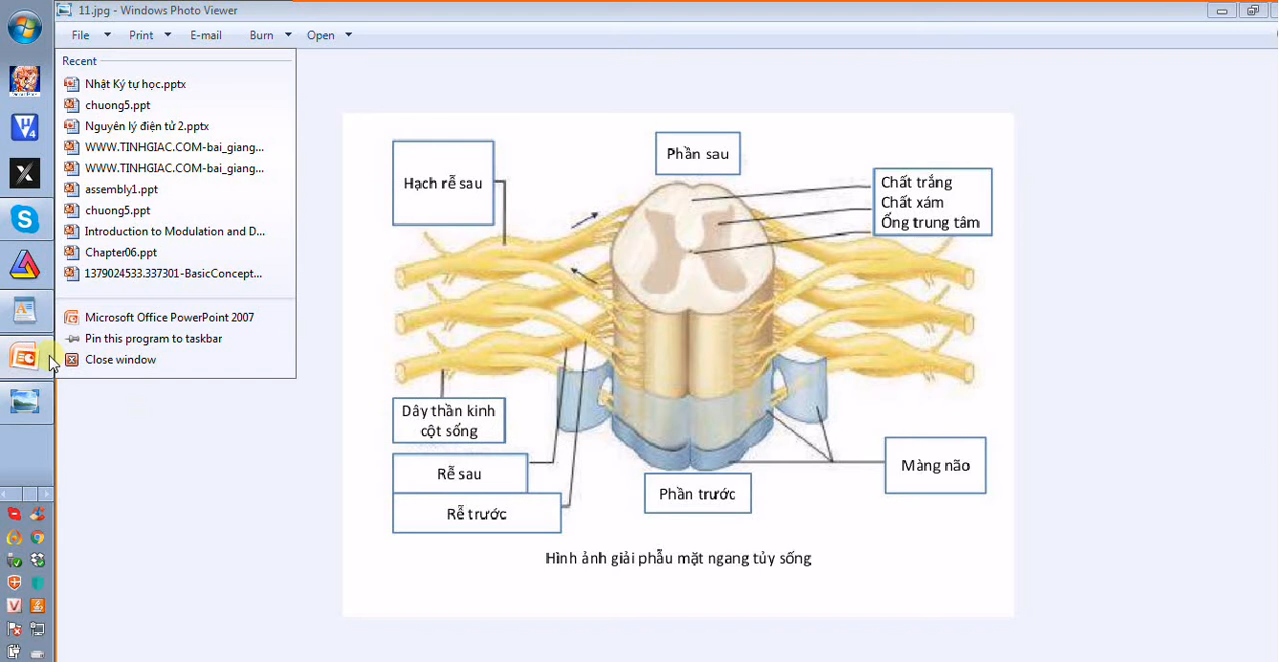 11.jpg - Windows Photo Viewer
File Print E-mail Burn Open
Recent
Nhật Ký tự học.pptx
chuong5.ppt
Nguyên lý điện tử 2.pptx
WWW.TINHGIAC.COM-bai_giang...
WWW.TINHGIAC.COM-bai_giang...
assembly1.ppt
chuong5.ppt
Introduction to Modulation and D...
Chapter06.ppt
1379024533.337301-BasicConcept...
Microsoft Office PowerPoint 2007
Pin this program to taskbar
Close window
Phần sau
Hạch rễ sau
Chất trắng
Chất xám
Ống trung tâm
Dây thần kinh
cột sống
Rễ sau
Rễ trước
Màng não
Phần trước
Hình ảnh giải phẫu mặt ngang tủy sống